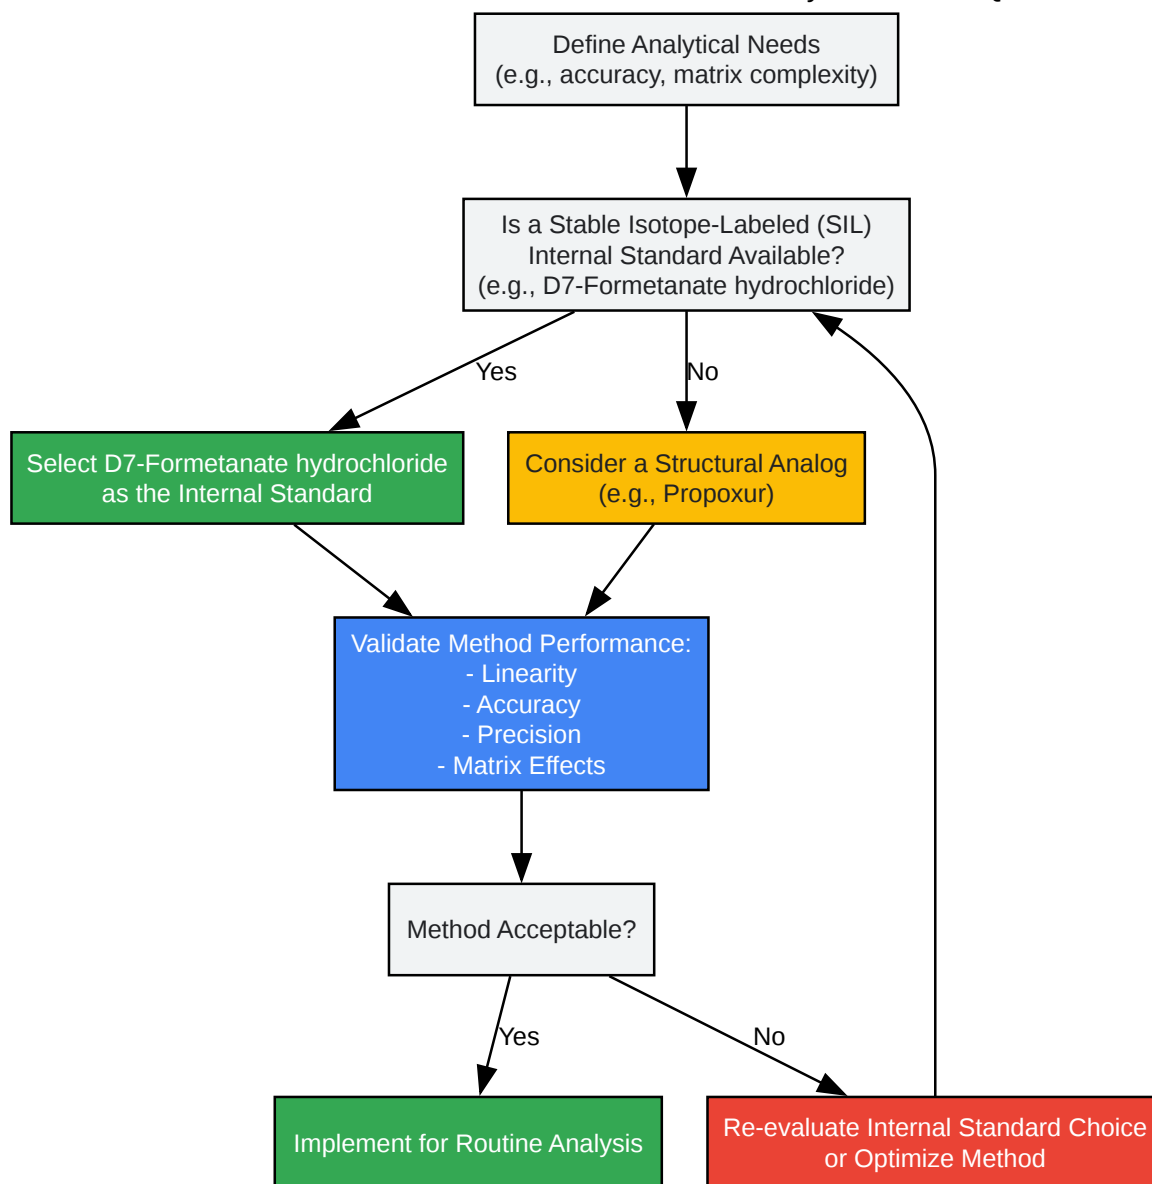 Define Analytical Needs
(e.g., accuracy, matrix complexity)
Is a Stable Isotope-Labeled (SIL)
Internal Standard Available?
(e.g., D7-Formetanate hydrochloride)
Yes
No
Select D7-Formetanate hydrochloride
as the Internal Standard
Consider a Structural Analog
(e.g., Propoxur)
Validate Method Performance:
- Linearity
- Accuracy
- Precision
- Matrix Effects
Method Acceptable?
Yes
No
Implement for Routine Analysis
Re-evaluate Internal Standard Choice
or Optimize Method